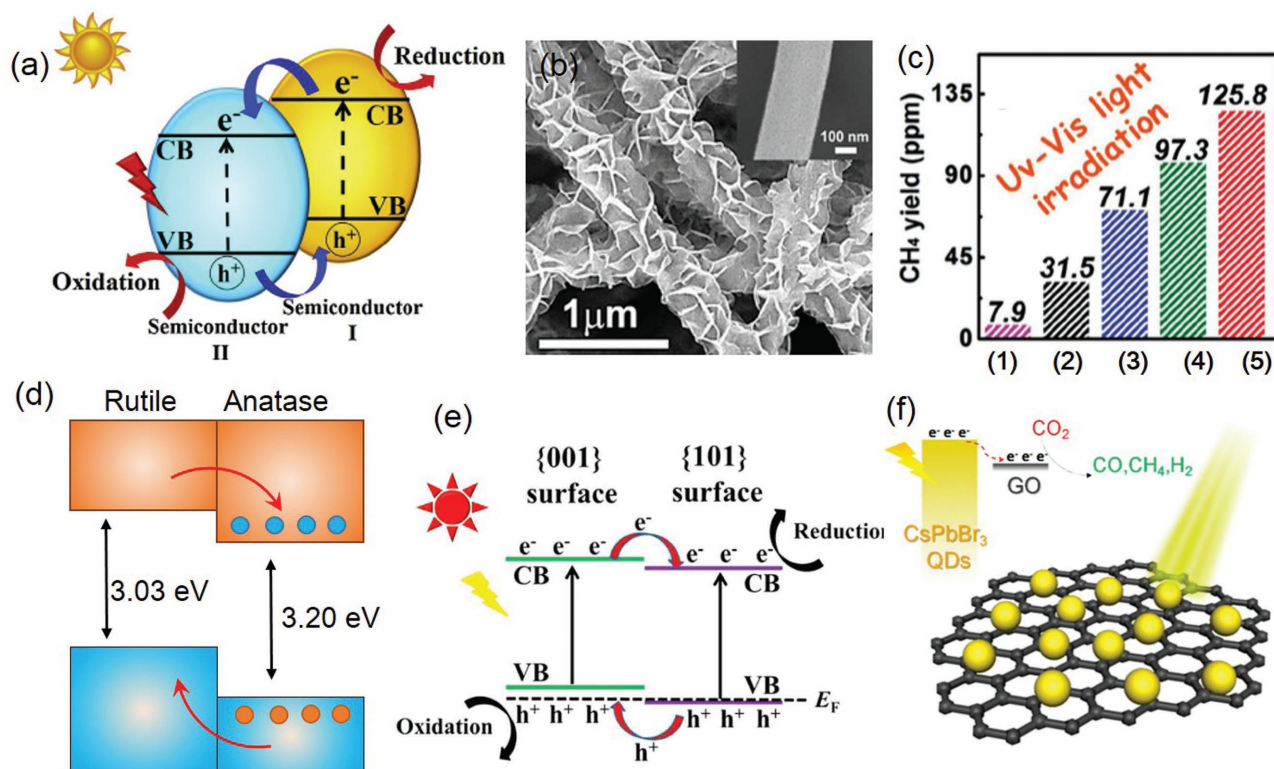 (a)
Reduction
e⁻
CB
e⁻
CB
VB
h⁺
VB
h⁺
Oxidation
Semiconductor
I
Semiconductor
II
(b)
100 nm
1μm
(c)
CH₄ yield (ppm)
135
90
45
0
Uv-Vis light
irradiation
7.9
31.5
71.1
97.3
125.8
(1) (2) (3) (4) (5)
(d)
Rutile Anatase
3.03 eV
3.20 eV
(e)
{001}
surface
{101}
surface
e⁻
Reduction
e⁻ e⁻ e⁻
e⁻ e⁻ e⁻
CB
CB
VB
VB
E_F
h⁺ h⁺ h⁺
h⁺ h⁺ h⁺
h⁺
Oxidation
(f)
e⁻ e⁻ e⁻
CO₂
e⁻ e⁻ e⁻
GO
CO,CH₄,H₂
CsPbBr₃
QDs